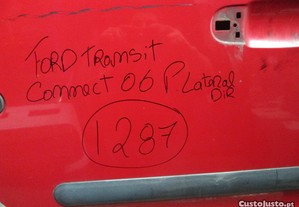 FORD Transit
Connect 06 P. Lateral
Dir
1287
CustoJusto.pt